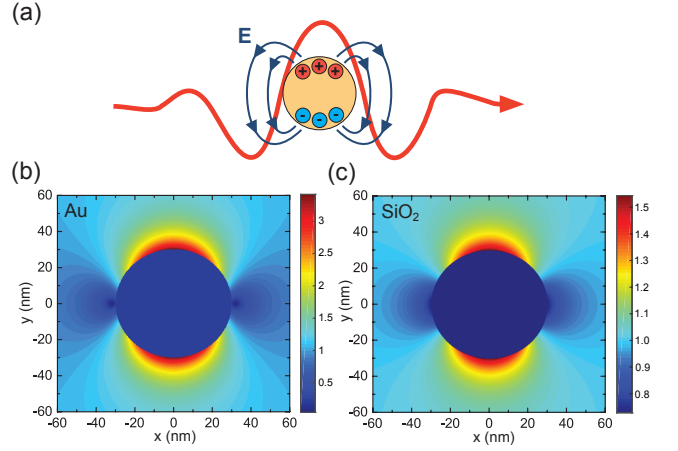 (a)
E
+ + +
- - -
(b)
(c)
Au
SiO₂
60
40
20
0
-20
-40
-60
y (nm)
-60 -40 -20 0 20 40 60
x (nm)
3
2.5
2
1.5
1
0.5
60
40
20
0
-20
-40
-60
y (nm)
-60 -40 -20 0 20 40 60
x (nm)
1.5
1.4
1.3
1.2
1.1
1.0
0.9
0.8